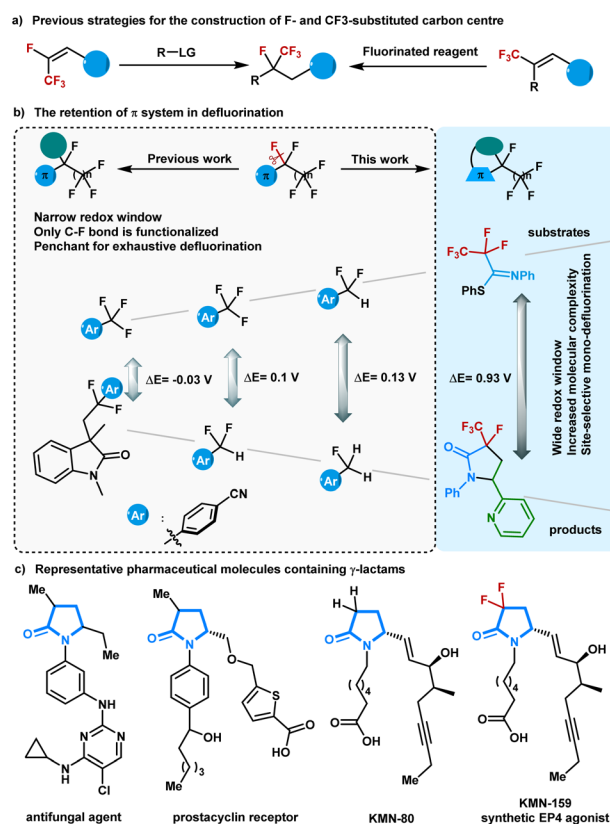 a) Previous strategies for the construction of F- and CF3-substituted carbon centre
F
CF3
R–LG
F CF3
R
Fluorinated reagent
F3C
R
b) The retention of π system in defluorination
F F
π ( )n F
F F
Previous work
F F F
π ( )n F
F F
This work
F F
π ( )n F
F F
Narrow redox window
Only C-F bond is functionalized
Penchant for exhaustive defluorination
substrates
F3C F F
NPh
PhS
F F
Ar F
F F
Ar F
F F
Ar H
ΔE= -0.03 V
ΔE= 0.1 V
ΔE= 0.13 V
ΔE= 0.93 V
Wide redox window
Increased molecular complexity
Site-selective mono-defluorination
F Ar
F
N O
F F
Ar H
F H
Ar H
F3C F
O
N
Ph
N
products
Ar :
CN
c) Representative pharmaceutical molecules containing γ-lactams
Me
O N
Me
NH
N N
NH
Cl
antifungal agent
Me
O N
O
S
O
HO
OH
( )3
Me
prostacyclin receptor
H
H
O N
OH
( )4
O
OH
Me
KMN-80
F
F
O N
OH
( )4
O
OH
Me
KMN-159
synthetic EP4 agonist